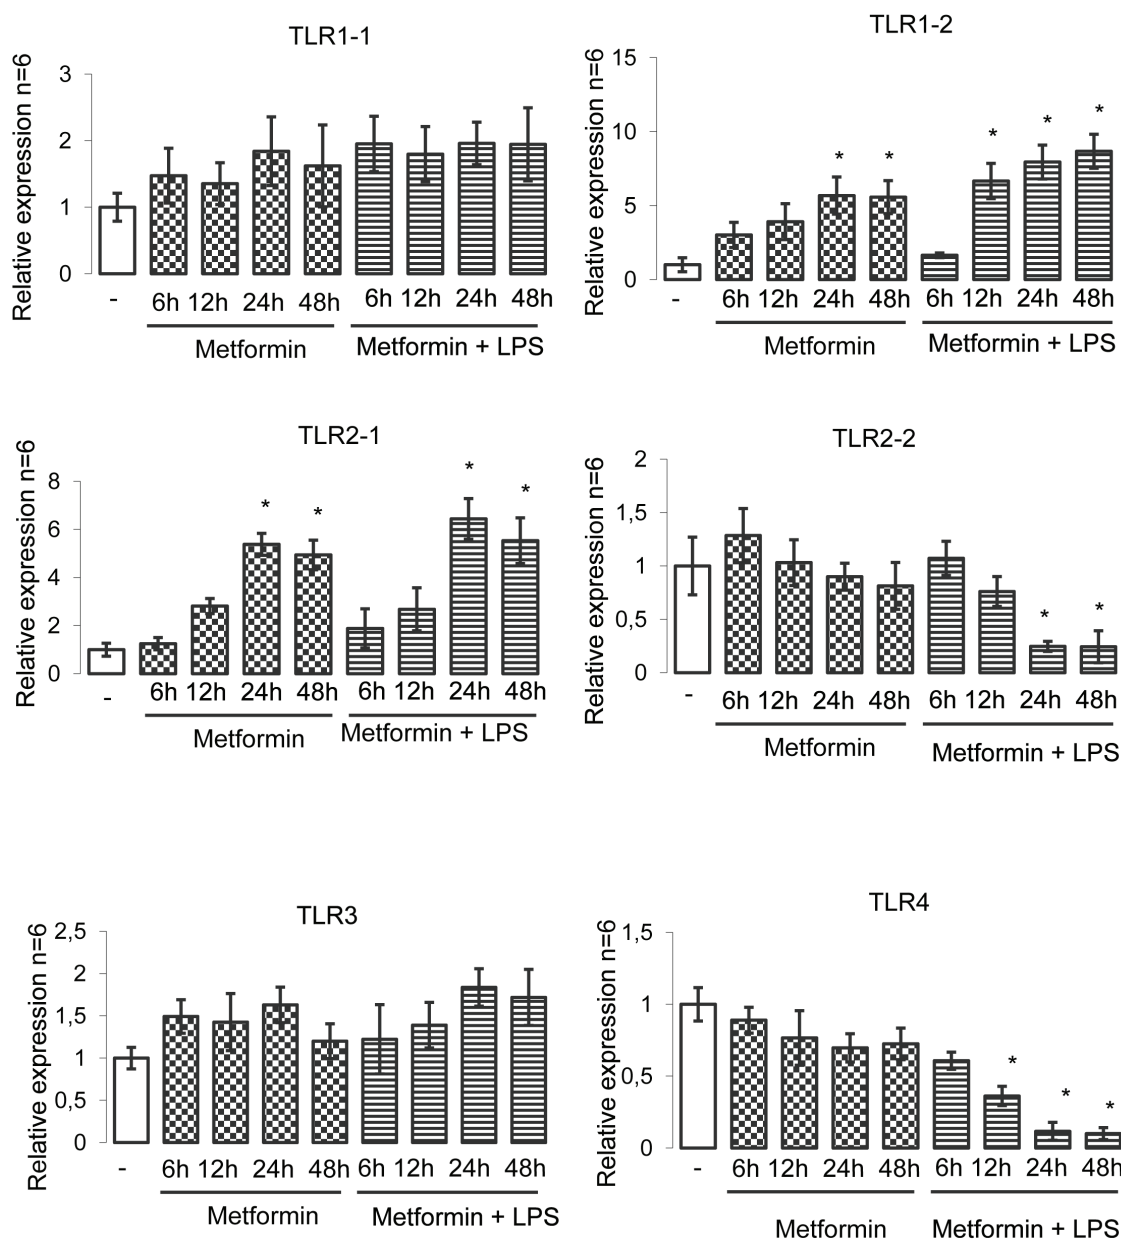 TLR1-1
Relative expression n=6
3
2
1
0
*
- 6h 12h 24h 48h 6h 12h 24h 48h
Metformin Metformin + LPS
TLR1-2
Relative expression n=6
15
10
5
0
* * * * *
- 6h 12h 24h 48h 6h 12h 24h 48h
Metformin Metformin + LPS
TLR2-1
Relative expression n=6
8
6
4
2
0
* * * *
- 6h 12h 24h 48h 6h 12h 24h 48h
Metformin Metformin + LPS
TLR2-2
Relative expression n=6
2
1,5
1
0,5
0
* *
- 6h 12h 24h 48h 6h 12h 24h 48h
Metformin Metformin + LPS
TLR3
Relative expression n=6
2,5
2
1,5
1
0,5
0
- 6h 12h 24h 48h 6h 12h 24h 48h
Metformin Metformin + LPS
TLR4
Relative expression n=6
1,5
1
0,5
0
* * *
- 6h 12h 24h 48h 6h 12h 24h 48h
Metformin Metformin + LPS